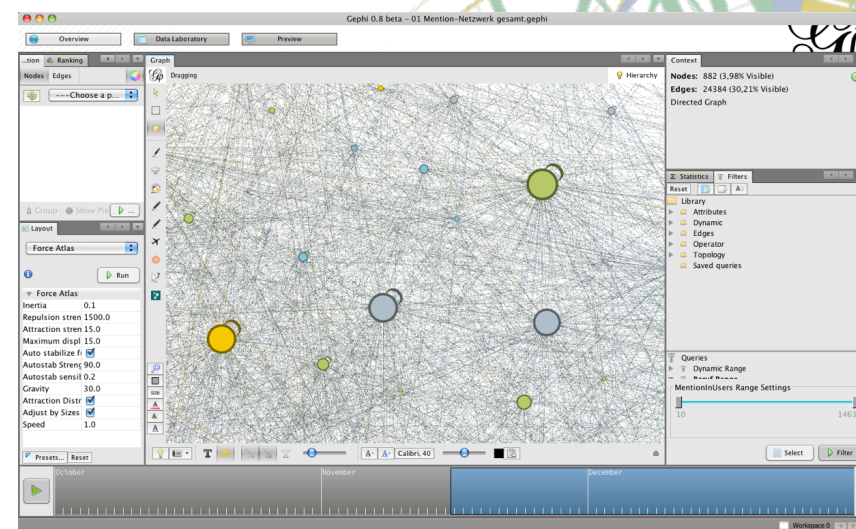 Gephi 0.8 beta – 01 Mention-Netzwerk gesamt.gephi
Overview
Data Laboratory
Preview
...tion
Ranking
Nodes
Edges
---Choose a p...
Group
Show
...
Layout
Force Atlas
Run
Force Atlas
Inertia 0.1
Repulsion stren 1500.0
Attraction stren 15.0
Maximum displ 15.0
Auto stabilize f
Autostab Streng 90.0
Autostab sensil 0.2
Gravity 30.0
Attraction Distr
Adjust by Sizes
Speed 1.0
Presets...
Reset
Graph
Dragging
Hierarchy
size
A
A
A
T
A-
A-
Calibri, 40
Context
Nodes: 882 (3,98% Visible)
Edges: 24384 (30,21% Visible)
Directed Graph
Σ Statistics
Filters
Reset
Library
Attributes
Dynamic
Edges
Operator
Topology
Saved queries
Queries
Dynamic Range
MentionInUsers Range Settings
10
1463
Select
Filter
October
November
December
Workspace 0